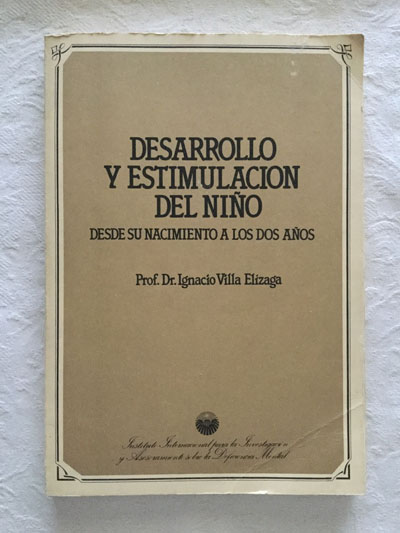 DESARROLLO
Y ESTIMULACION
DEL NIÑO
DESDE SU NACIMIENTO A LOS DOS AÑOS
Prof. Dr. Ignacio Villa Elízaga
Instituto Internacional para la Investigación
y Asesoramiento sobre la Deficiencia Mental